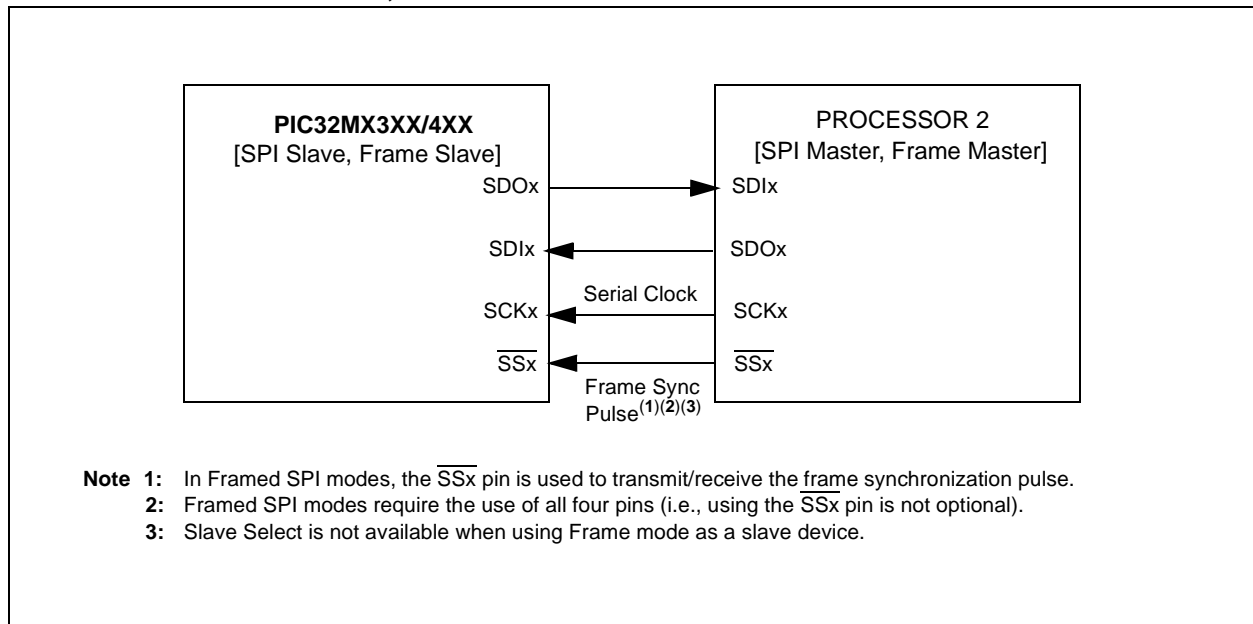 PIC32MX3XX/4XX
[SPI Slave, Frame Slave]
PROCESSOR 2
[SPI Master, Frame Master]
SDOx
SDIx
SDIx
SDOx
Serial Clock
SCKx
SCKx
SSx
SSx
Frame Sync
Pulse(1)(2)(3)
Note 1: In Framed SPI modes, the SSx pin is used to transmit/receive the frame synchronization pulse.
2: Framed SPI modes require the use of all four pins (i.e., using the SSx pin is not optional).
3: Slave Select is not available when using Frame mode as a slave device.